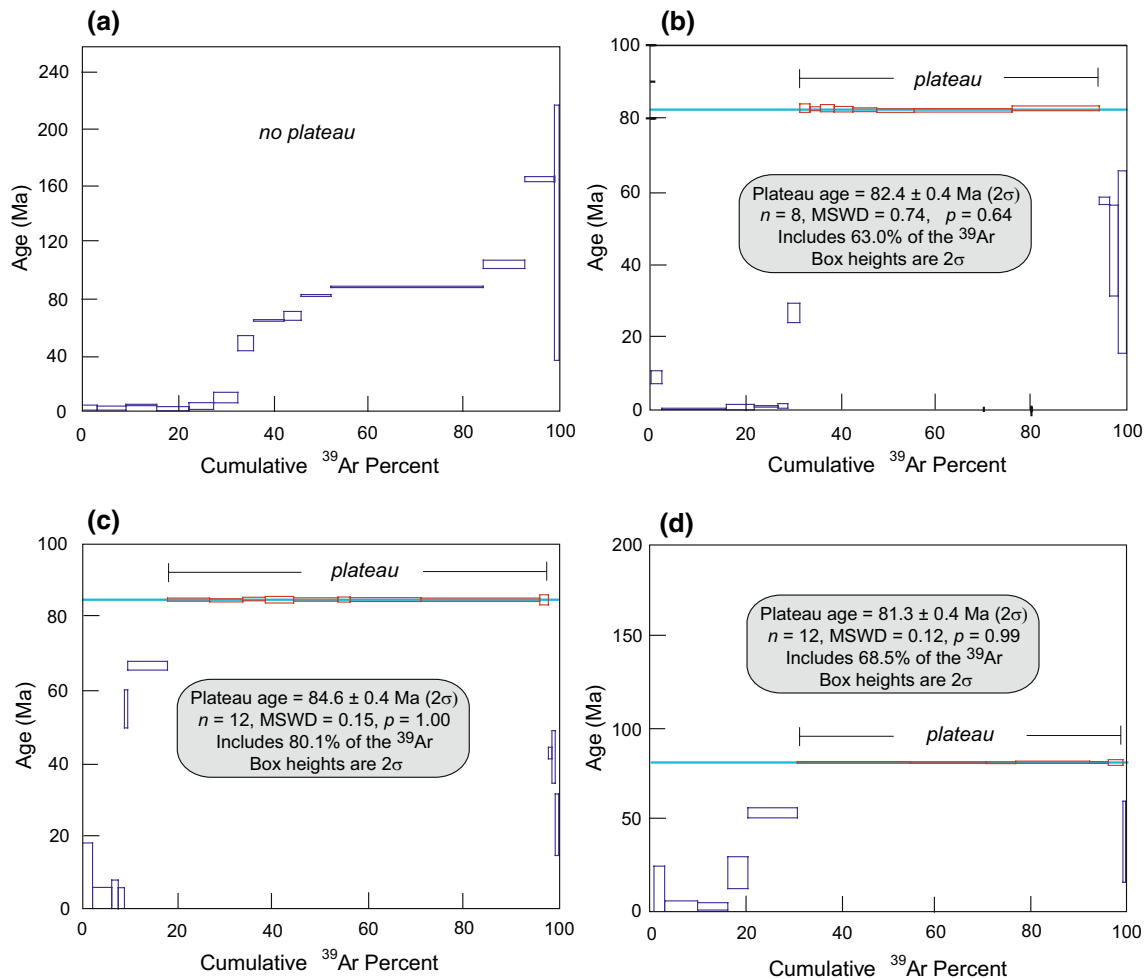 (a)
240
200
160
120
80
40
0
Age (Ma)
no plateau
0 20 40 60 80 100
Cumulative ³⁹Ar Percent
(b)
100
80
60
40
20
0
Age (Ma)
plateau
Plateau age = 82.4 ± 0.4 Ma (2σ)
n = 8, MSWD = 0.74, p = 0.64
Includes 63.0% of the ³⁹Ar
Box heights are 2σ
0 20 40 60 80 100
Cumulative ³⁹Ar Percent
(c)
100
80
60
40
20
0
Age (Ma)
plateau
Plateau age = 84.6 ± 0.4 Ma (2σ)
n = 12, MSWD = 0.15, p = 1.00
Includes 80.1% of the ³⁹Ar
Box heights are 2σ
0 20 40 60 80 100
Cumulative ³⁹Ar Percent
(d)
200
150
100
50
0
Age (Ma)
Plateau age = 81.3 ± 0.4 Ma (2σ)
n = 12, MSWD = 0.12, p = 0.99
Includes 68.5% of the ³⁹Ar
Box heights are 2σ
plateau
0 20 40 60 80 100
Cumulative ³⁹Ar Percent